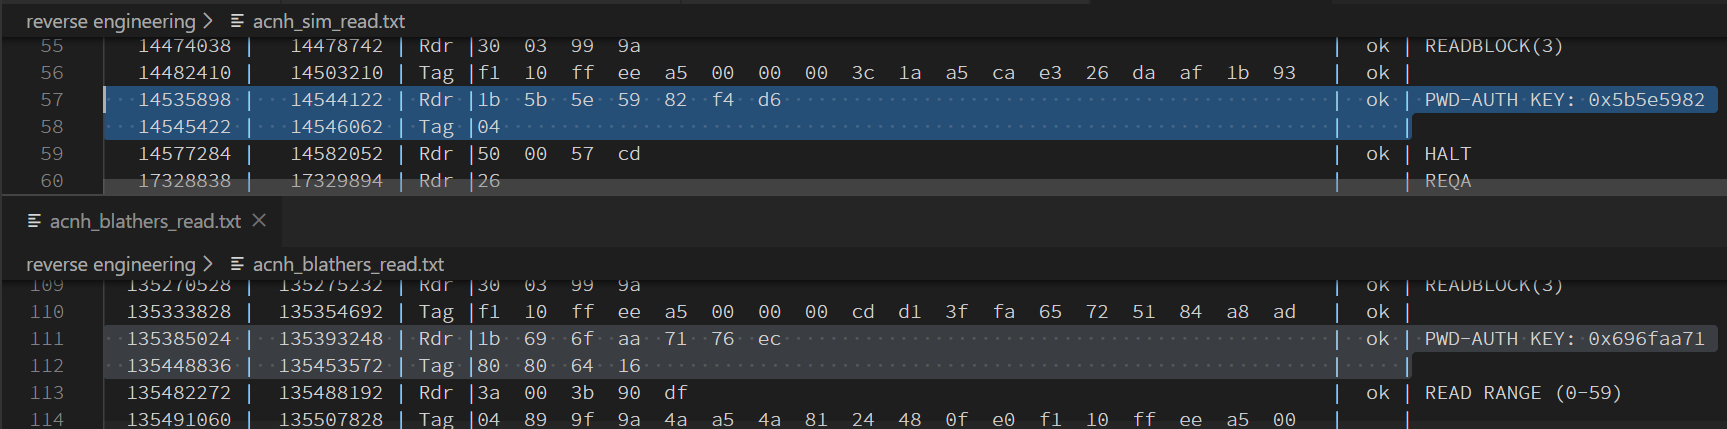 reverse engineering > acnh_sim_read.txt
55 14474038 | 14478742 | Rdr |30 03 99 9a | ok | READBLOCK(3)
56 14482410 | 14503210 | Tag |f1 10 ff ee a5 00 00 00 3c 1a a5 ca e3 26 da af 1b 93 | ok |
57 14535898 | 14544122 | Rdr |1b 5b 5e 59 82 f4 d6 | ok | PWD-AUTH KEY: 0x5b5e5982
58 14545422 | 14546062 | Tag |04 | |
59 14577284 | 14582052 | Rdr |50 00 57 cd | ok | HALT
60 17328838 | 17329894 | Rdr |26 | | REQA
acnh_blathers_read.txt
reverse engineering > acnh_blathers_read.txt
109 135270528 | 135275232 | Rdr |30 03 99 9a | ok | READBLOCK(3)
110 135333828 | 135354692 | Tag |f1 10 ff ee a5 00 00 00 cd d1 3f fa 65 72 51 84 a8 ad | ok |
111 135385024 | 135393248 | Rdr |1b 69 6f aa 71 76 ec | ok | PWD-AUTH KEY: 0x696faa71
112 135448836 | 135453572 | Tag |80 80 64 16 | |
113 135482272 | 135488192 | Rdr |3a 00 3b 90 df | ok | READ RANGE (0-59)
114 135491060 | 135507828 | Tag |04 89 9f 9a 4a a5 4a 81 24 48 0f e0 f1 10 ff ee a5 00 | |